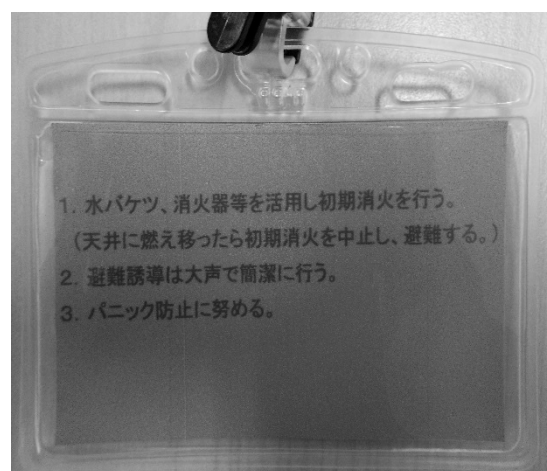 1. 水バケツ、消火器等を活用し初期消火を行う。
（天井に燃え移ったら初期消火を中止し、避難する。）
2. 避難誘導は大声で簡潔に行う。
3. パニック防止に努める。